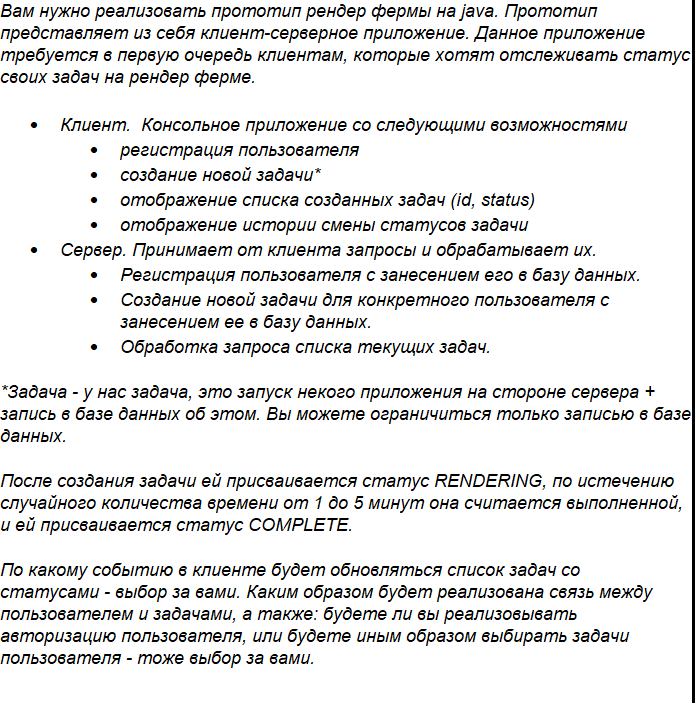 Вам нужно реализовать прототип рендер фермы на java. Прототип
представляет из себя клиент-серверное приложение. Данное приложение
требуется в первую очередь клиентам, которые хотят отслеживать статус
своих задач на рендер ферме.
• Клиент. Консольное приложение со следующими возможностями
• регистрация пользователя
• создание новой задачи*
• отображение списка созданных задач (id, status)
• отображение истории смены статусов задачи
• Сервер. Принимает от клиента запросы и обрабатывает их.
• Регистрация пользователя с занесением его в базу данных.
• Создание новой задачи для конкретного пользователя с
занесением ее в базу данных.
• Обработка запроса списка текущих задач.
*Задача - у нас задача, это запуск некого приложения на стороне сервера +
запись в базе данных об этом. Вы можете ограничиться только записью в базе
данных.
После создания задачи ей присваивается статус RENDERING, по истечению
случайного количества времени от 1 до 5 минут она считается выполненной,
и ей присваивается статус COMPLETE.
По какому событию в клиенте будет обновляться список задач со
статусами - выбор за вами. Каким образом будет реализована связь между
пользователем и задачами, а также: будете ли вы реализовывать
авторизацию пользователя, или будете иным образом выбирать задачи
пользователя - тоже выбор за вами.